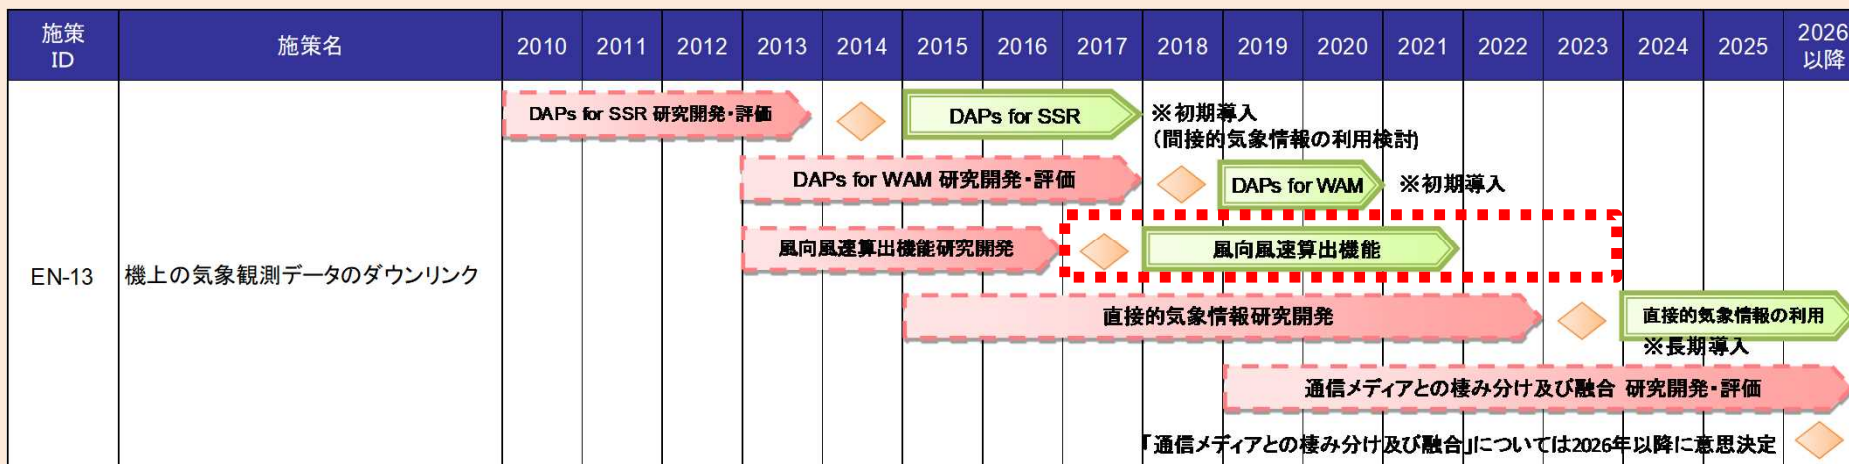 施策
ID
施策名
2010
2011
2012
2013
2014
2015
2016
2017
2018
2019
2020
2021
2022
2023
2024
2025
2026
以降
DAPs for SSR 研究開発・評価
DAPs for SSR
※初期導入
(間接的気象情報の利用検討)
DAPs for WAM 研究開発・評価
DAPs for WAM
※初期導入
風向風速算出機能研究開発
風向風速算出機能
EN-13
機上の気象観測データのダウンリンク
直接的気象情報研究開発
直接的気象情報の利用
※長期導入
通信メディアとの棲み分け及び融合 研究開発・評価
「通信メディアとの棲み分け及び融合」については2026年以降に意思決定